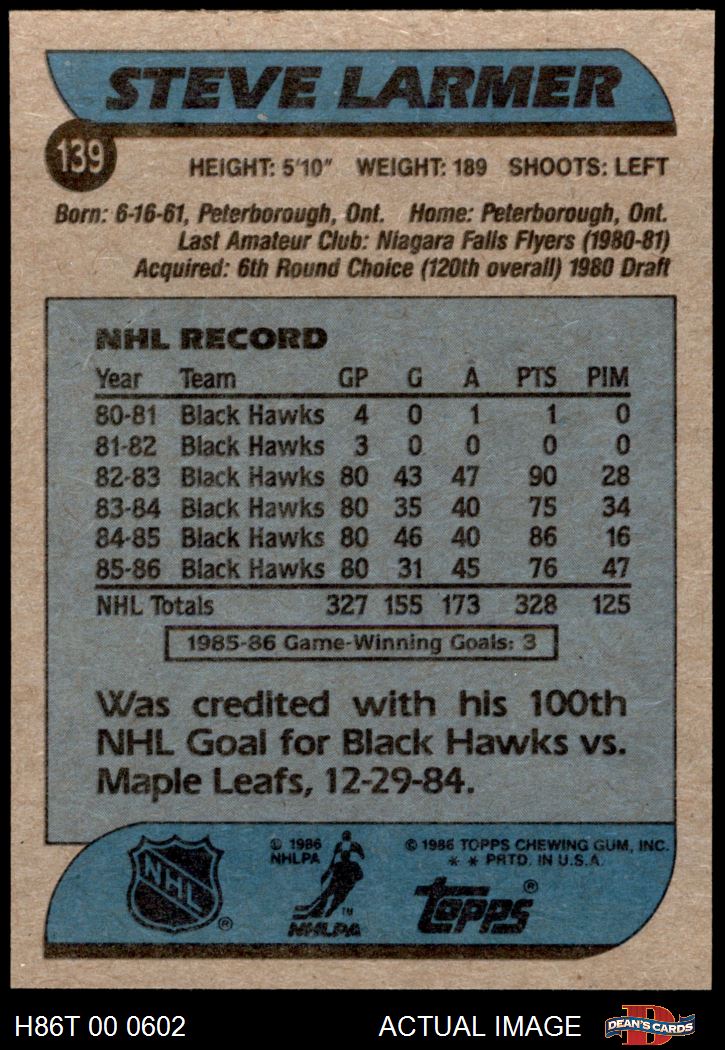 STEVE LARMER
139
HEIGHT: 5'10" WEIGHT: 189 SHOOTS: LEFT
Born: 6-16-61, Peterborough, Ont. Home: Peterborough, Ont.
Last Amateur Club: Niagara Falls Flyers (1980-81)
Acquired: 6th Round Choice (120th overall) 1980 Draft
NHL RECORD
Year Team GP G A PTS PIM
80-81 Black Hawks 4 0 1 1 0
81-82 Black Hawks 3 0 0 0 0
82-83 Black Hawks 80 43 47 90 28
83-84 Black Hawks 80 35 40 75 34
84-85 Black Hawks 80 46 40 86 16
85-86 Black Hawks 80 31 45 76 47
NHL Totals 327 155 173 328 125
1985-86 Game-Winning Goals: 3
Was credited with his 100th
NHL Goal for Black Hawks vs.
Maple Leafs, 12-29-84.
NHL ®
© 1986
NHLPA
TM
NHLPA
© 1986 TOPPS CHEWING GUM, INC.
* * PRTD. IN U.S.A.
topps ®
H86T 00 0602 ACTUAL IMAGE
D
DEAN'S CARDS